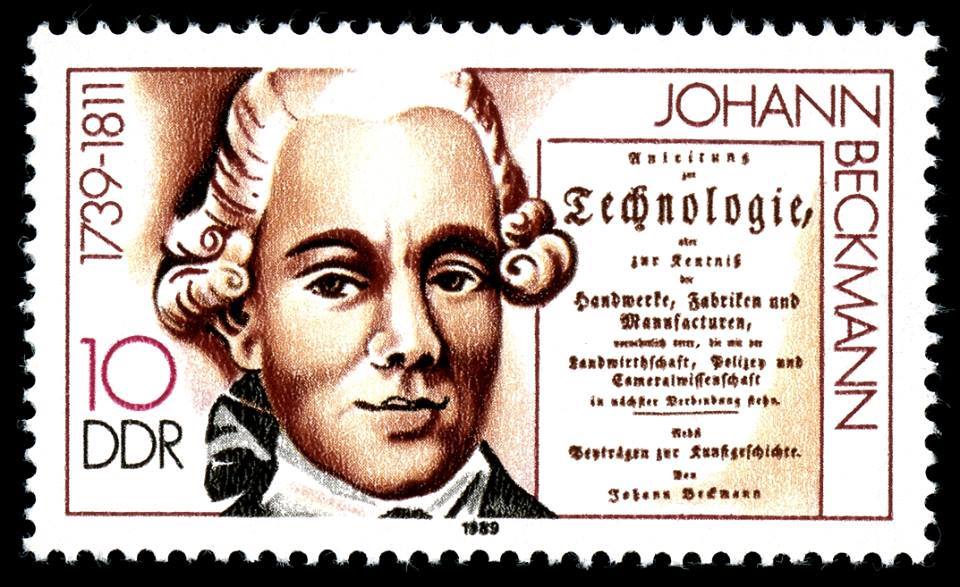 1739-1811
10
DDR
JOHANN
BECKMANN
Anleitung
zur
Technologie,
oder
zur Kentniß
der
Handwerke, Fabriken und
Manufacturen,
vornehmlich derer, die mit der
Landwirthschaft, Polizey und
Cameralwissenschaft
in nächster Verbindung stehn.
Nebst
Beyträgen zur Kunstgeschichte.
Von
Johann Beckmann
1989